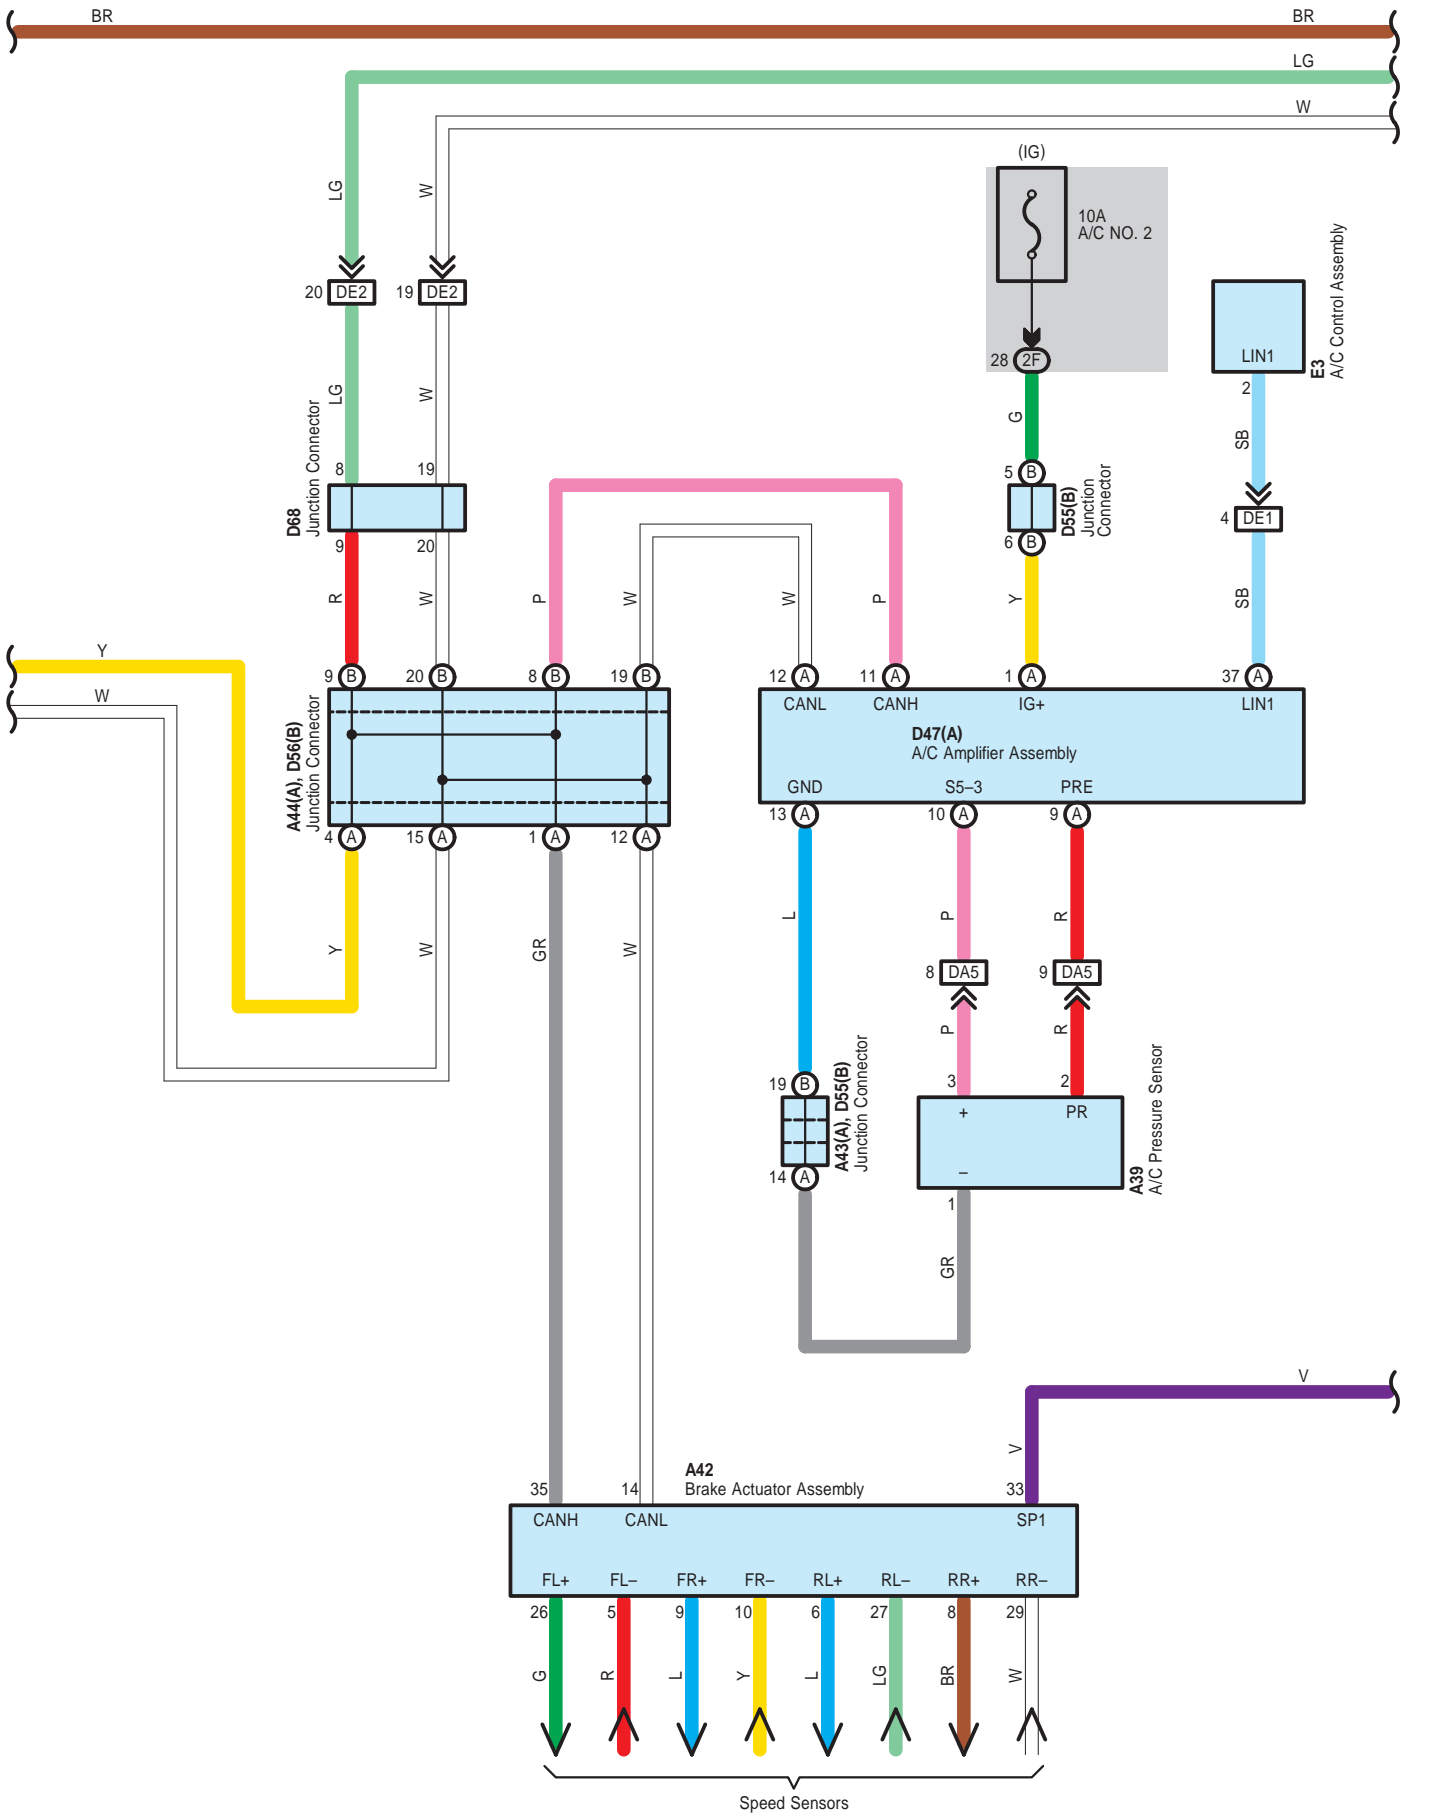 BR
BR
LG
W
(IG)
10A
A/C NO. 2
LG
W
20 DE2
19 DE2
28 2F
LIN1
E3
A/C Control Assembly
2
LG
W
G
SB
8
19
D68
Junction Connector
5 B
D55(B)
Junction
Connector
4 DE1
9
20
6 B
R
W
P
W
W
P
Y
SB
Y
W
9 B
20 B
8 B
19 B
12 A
11 A
1 A
37 A
CANL
CANH
IG+
LIN1
D47(A)
A/C Amplifier Assembly
A44(A), D56(B)
Junction Connector
GND
S5–3
PRE
4 A
15 A
1 A
12 A
13 A
10 A
9 A
Y
W
GR
W
L
P
R
8 DA5
9 DA5
P
R
19 B
A43(A), D55(B)
Junction Connector
14 A
3
2
+
PR
–
A39
A/C Pressure Sensor
1
GR
V
V
A42
Brake Actuator Assembly
35
14
33
CANH
CANL
SP1
FL+
FL–
FR+
FR–
RL+
RL–
RR+
RR–
26
5
9
10
6
27
8
29
G
R
L
Y
L
LG
BR
W
Speed Sensors